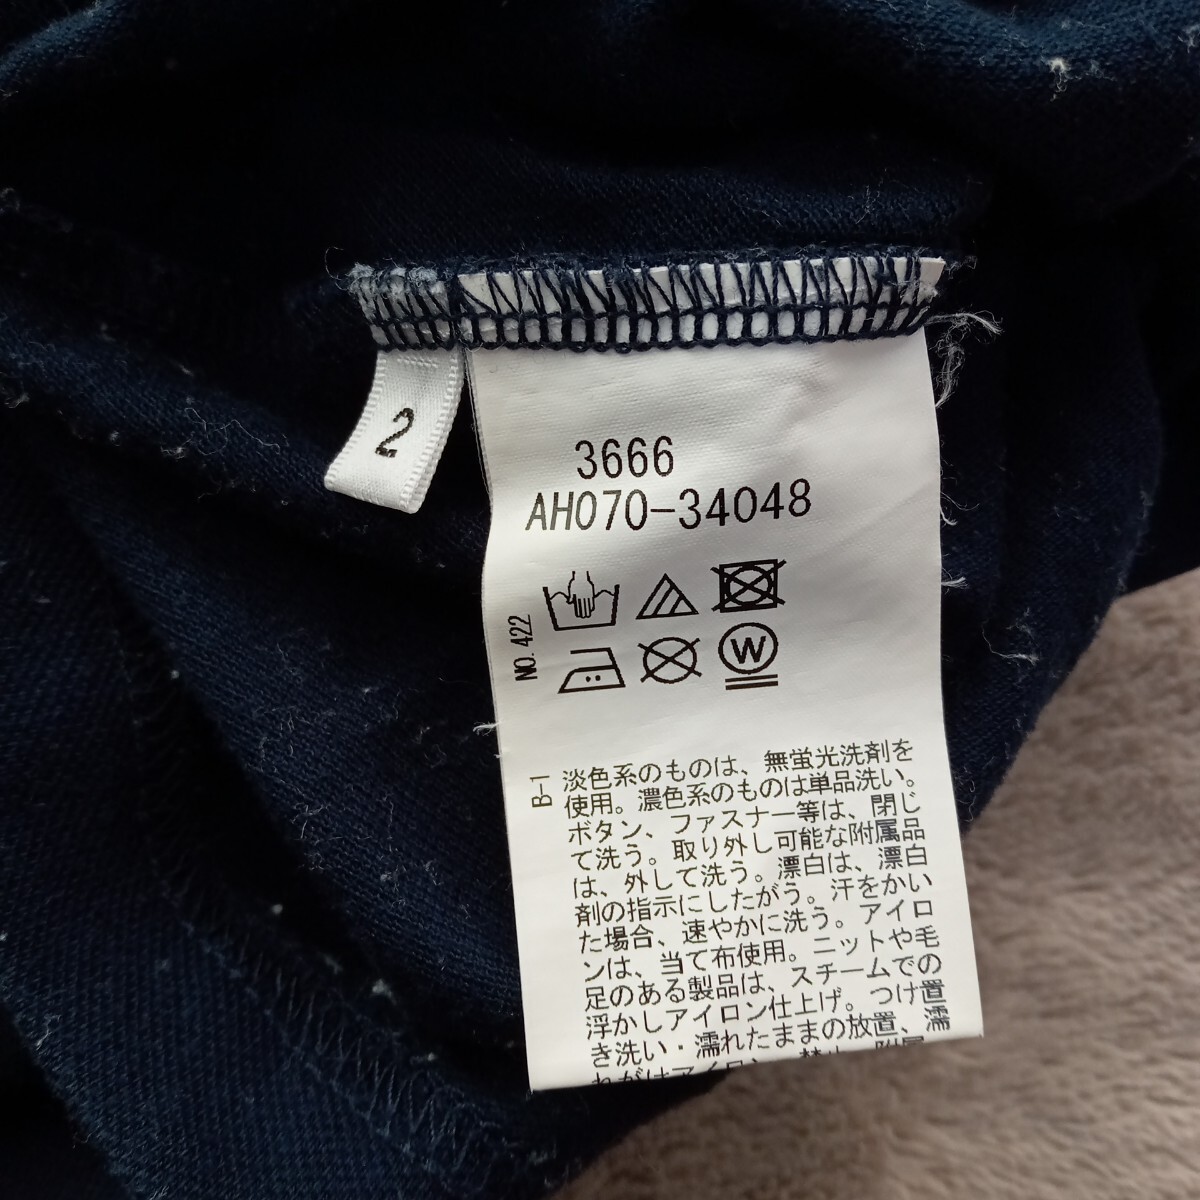 2
3666
AH070-34048
NO. 422
W
B-1
淡色系のものは、無蛍光洗剤を
使用。濃色系のものは単品洗い。
ボタン、ファスナー等は、閉じ
て洗う。取り外し可能な附属品
は、外して洗う。漂白は、漂白
剤の指示にしたがう。汗をかい
た場合、速やかに洗う。アイロ
ンは、当て布使用。ニットや毛
足のある製品は、スチームでの
浮かしアイロン仕上げ。つけ置
き洗い・濡れたままの放置、濡